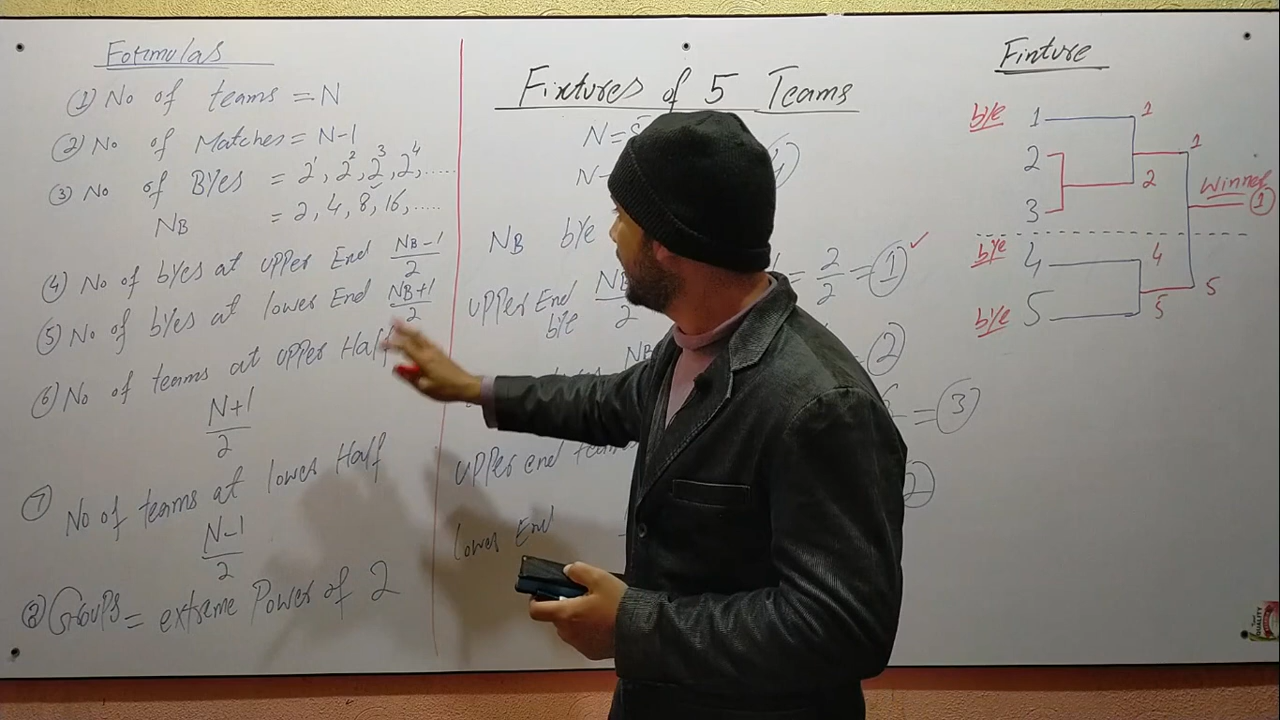 Formulas
① No of teams = N
② No of Matches = N-1
③ No of BYes = 2¹, 2², 2³, 2⁴, .....
NB = 2, 4, 8, 16, ....
④ No of byes at upper End NB-1/2
⑤ No of byes at lower End NB+1/2
⑥ No of teams at upper Half
N+1/2
⑦ No of teams at lower Half
N-1/2
⑧ Groups = extreme Power of 2
Fixtures of 5 Teams
N=5
N-
NB bye
upper End bye = 2/2 = ① ✓
②
= ③
upper end teams
②
lower End
Finture
bye 1 1
2 1
3 2
Winner ①
bye 4 4
bye 5 5 5